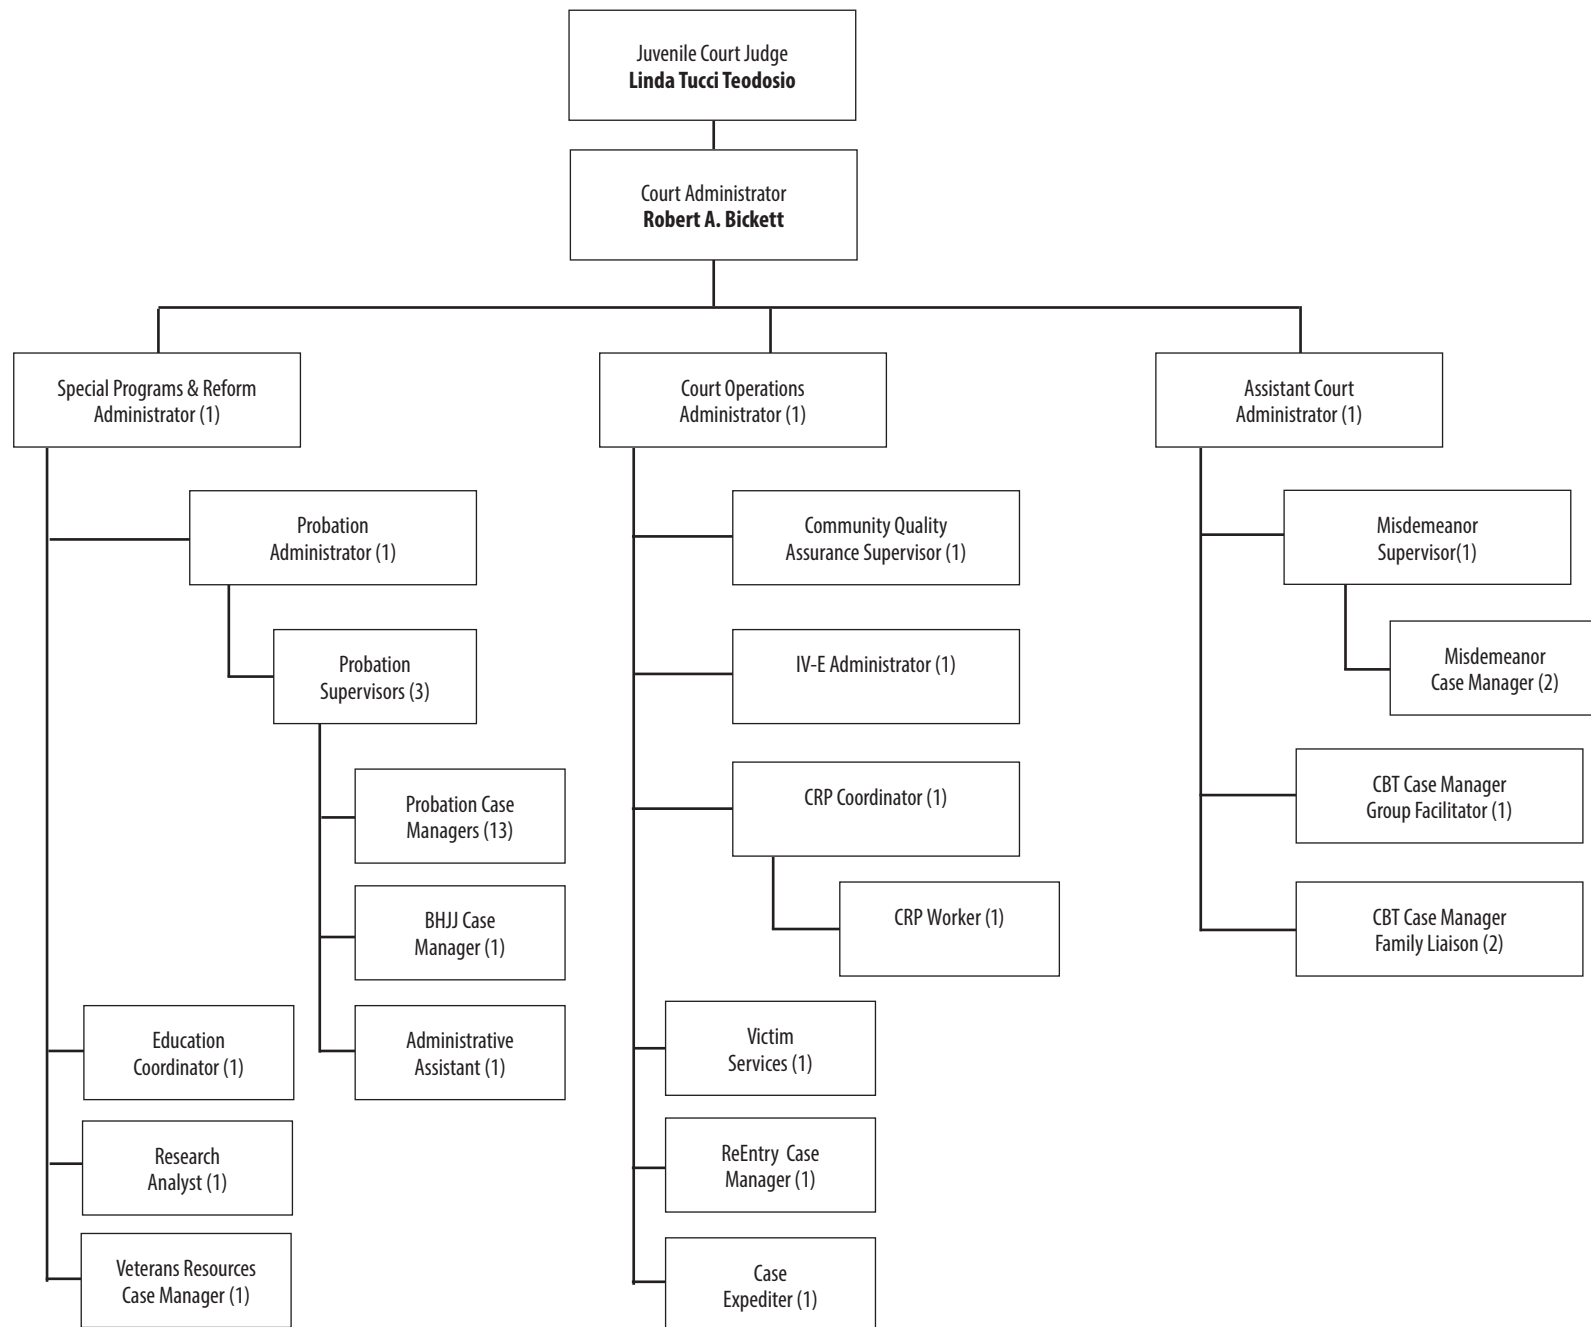 Juvenile Court Judge
Linda Tucci Teodosio
Court Administrator
Robert A. Bickett
Special Programs & Reform
Administrator (1)
Probation
Administrator (1)
Probation
Supervisors (3)
Probation Case
Managers (13)
BHJJ Case
Manager (1)
Administrative
Assistant (1)
Education
Coordinator (1)
Research
Analyst (1)
Veterans Resources
Case Manager (1)
Court Operations
Administrator (1)
Community Quality
Assurance Supervisor (1)
IV-E Administrator (1)
CRP Coordinator (1)
CRP Worker (1)
Victim
Services (1)
ReEntry Case
Manager (1)
Case
Expediter (1)
Assistant Court
Administrator (1)
Misdemeanor
Supervisor(1)
Misdemeanor
Case Manager (2)
CBT Case Manager
Group Facilitator (1)
CBT Case Manager
Family Liaison (2)